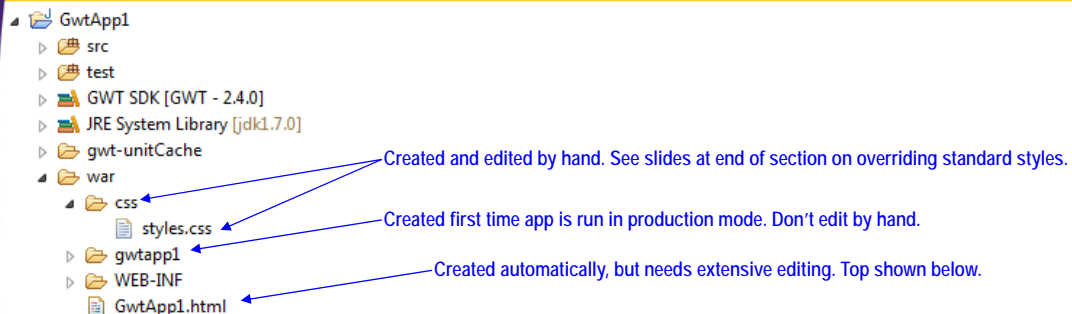 GwtApp1
src
test
GWT SDK [GWT - 2.4.0]
JRE System Library [jdk1.7.0]
gwt-unitCache
Created and edited by hand. See slides at end of section on overriding standard styles.
war
css
Created first time app is run in production mode. Don't edit by hand.
styles.css
gwtapp1
Created automatically, but needs extensive editing. Top shown below.
WEB-INF
GwtApp1.html